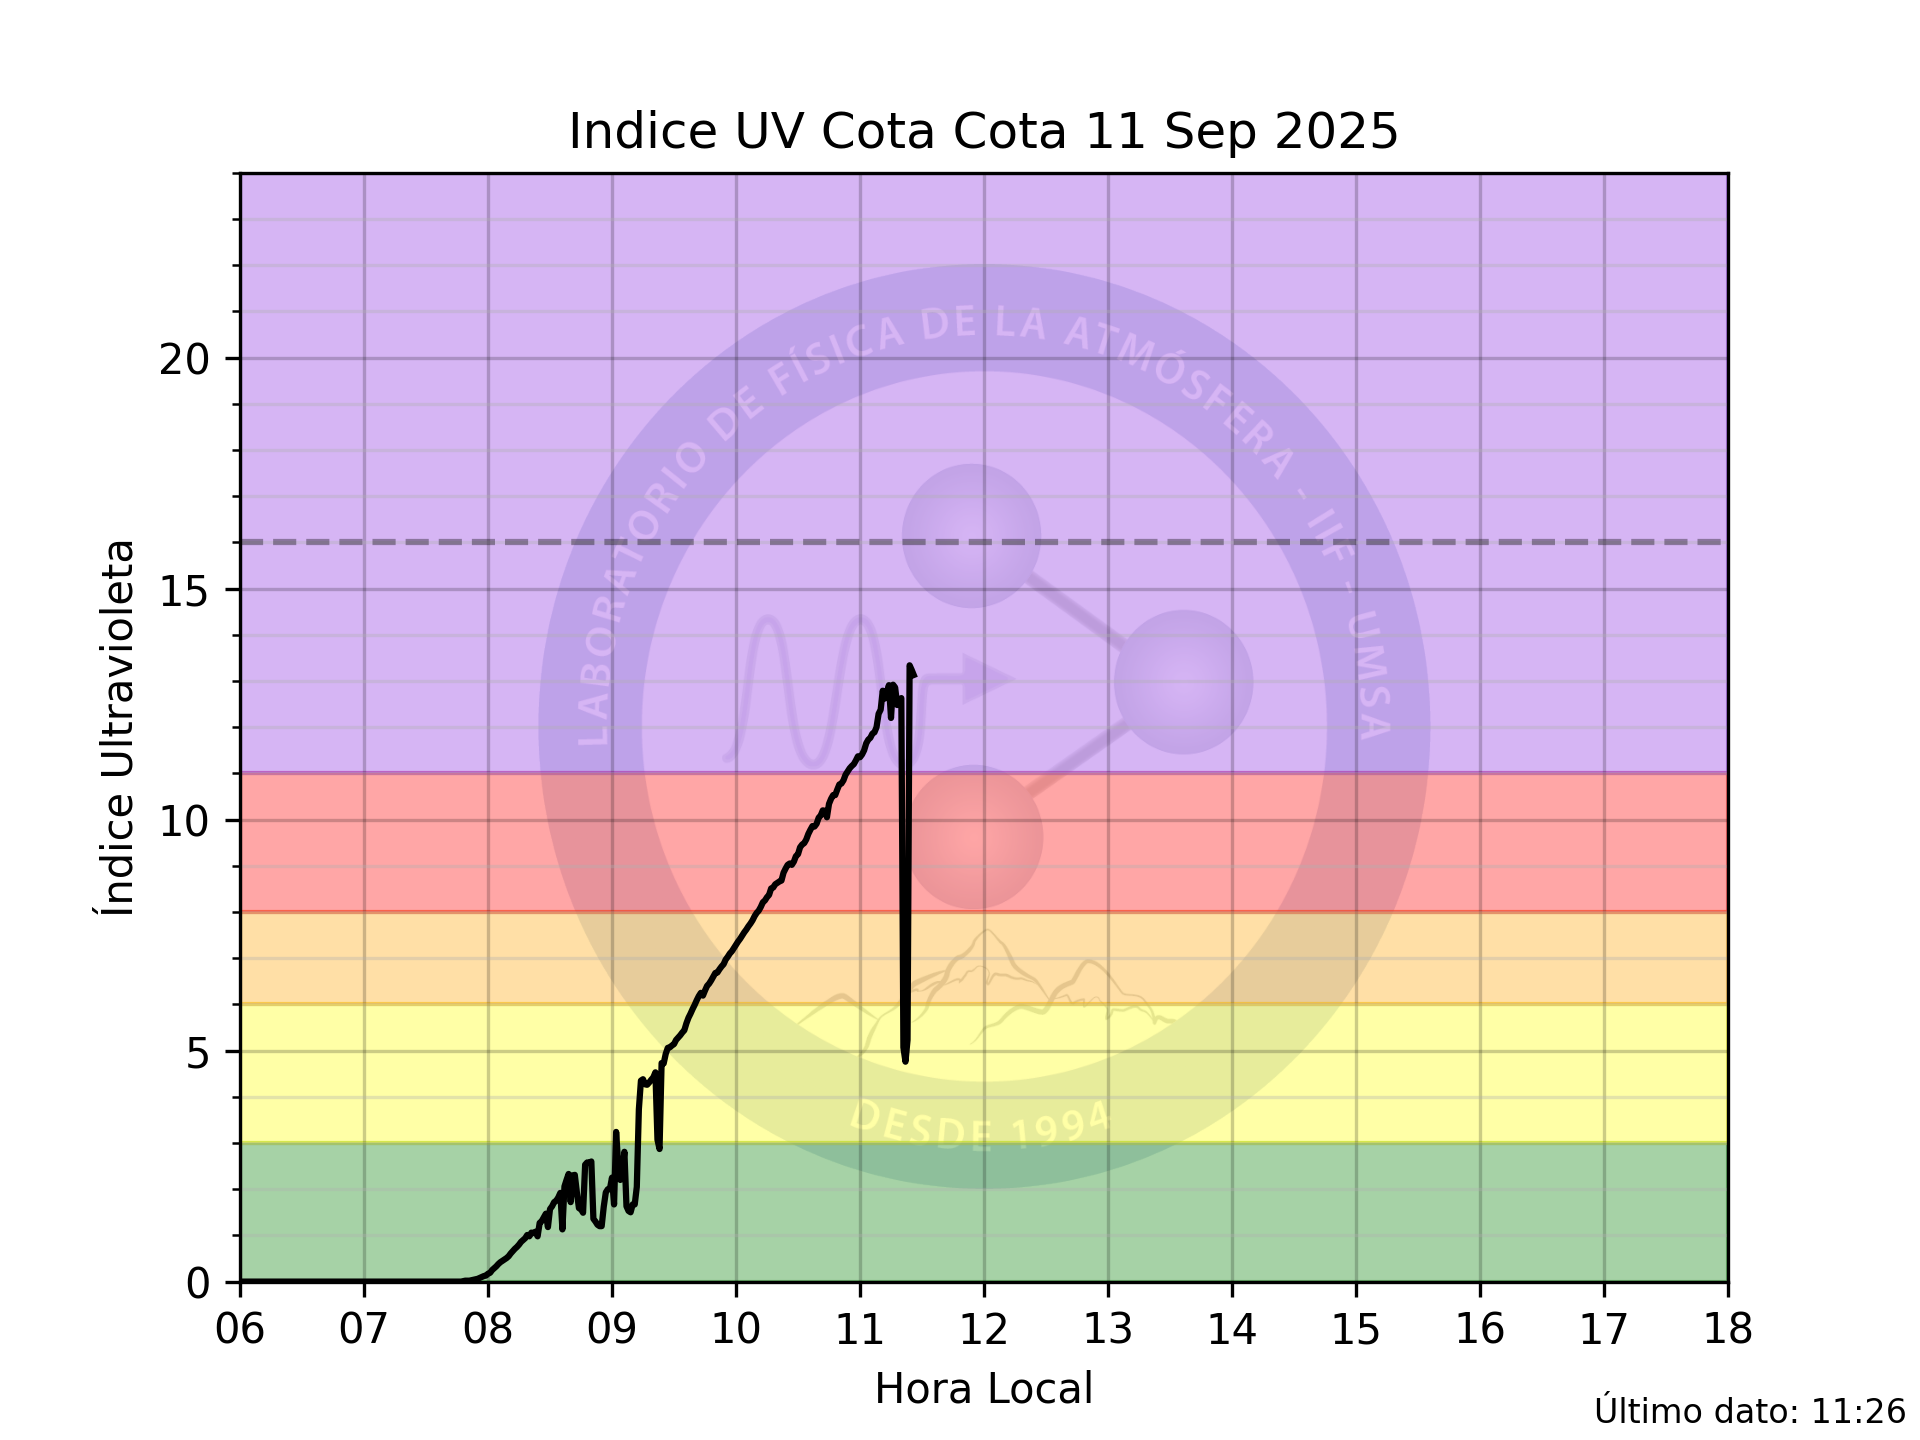 Indice UV Cota Cota 11 Sep 2025
Índice Ultravioleta
20
15
10
5
0
LABORATORIO DE FÍSICA DE LA ATMÓSFERA - IIF - UMSA
DESDE 1994
06 07 08 09 10 11 12 13 14 15 16 17 18
Hora Local
Último dato: 11:26